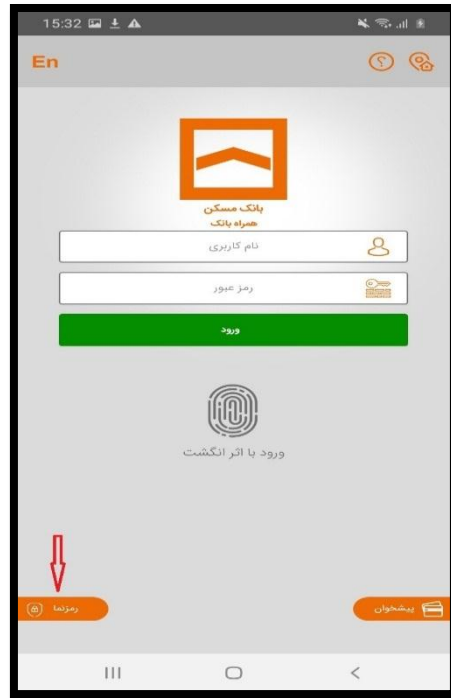 15:32
En
بانک مسکن
همراه بانک
نام کاربری
رمز عبور
ورود
ورود با اثر انگشت
پیشخوان
رمزنما